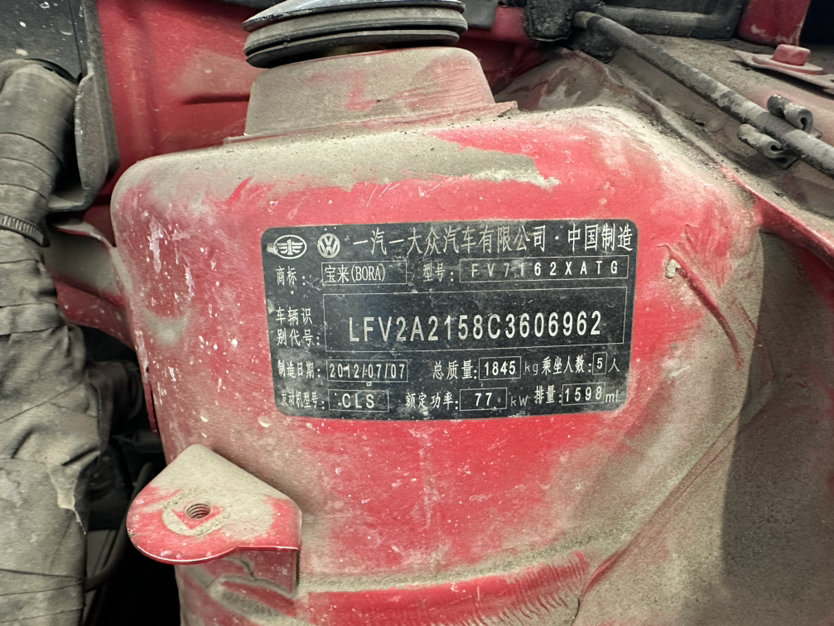 一汽一大众汽车有限公司·中国制造
商标: 宝来(BORA) 型号: FV7162XATG
车辆识别代号: LFV2A2158C3606962
制造日期: 2012/07/07 总质量: 1845 kg 乘坐人数: 5 人
发动机型号: CLS 额定功率: 77 kW 排量: 1598 ml